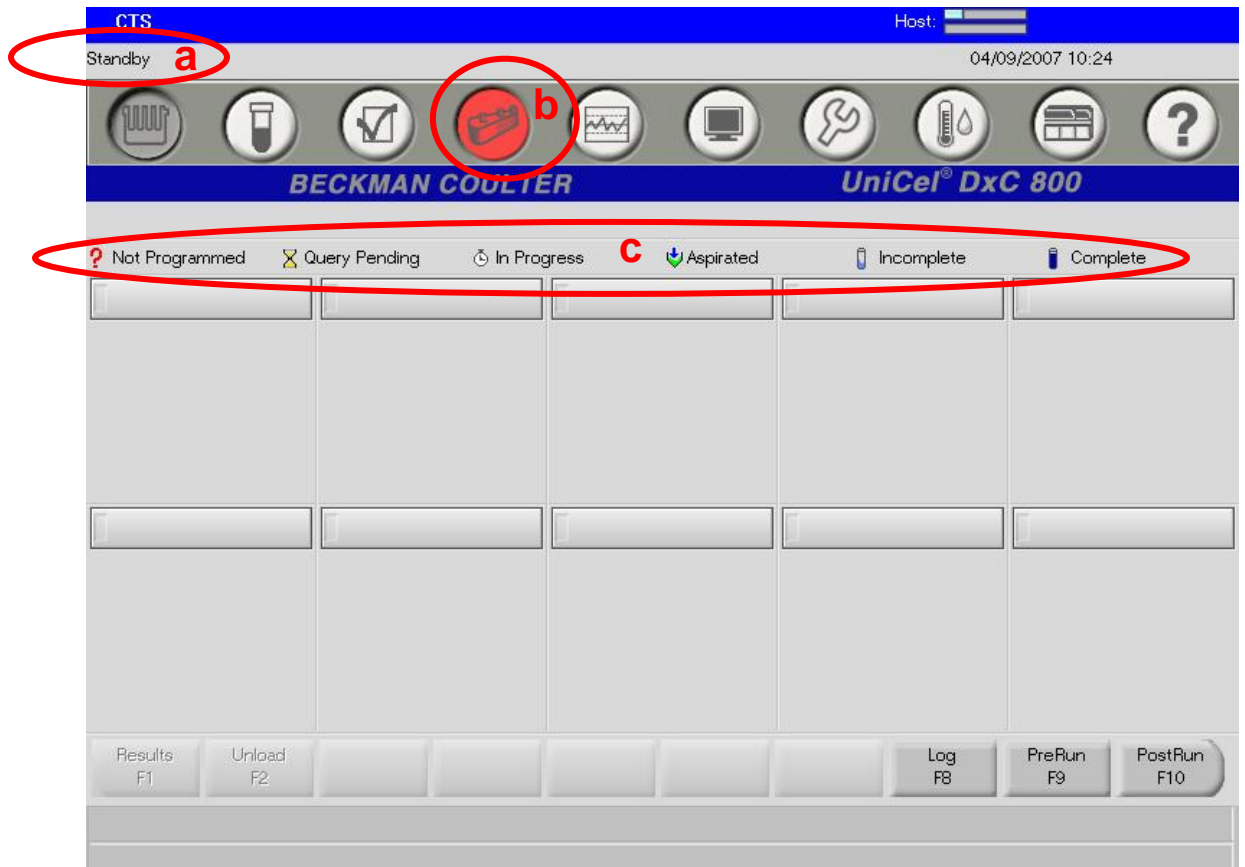 CTS Host:
Standby a 04/09/2007 10:24
b
?
BECKMAN COULTER UniCel® DxC 800
c
? Not Programmed Query Pending In Progress Aspirated Incomplete Complete
Results Unload Log PreRun PostRun
F1 F2 F8 F9 F10